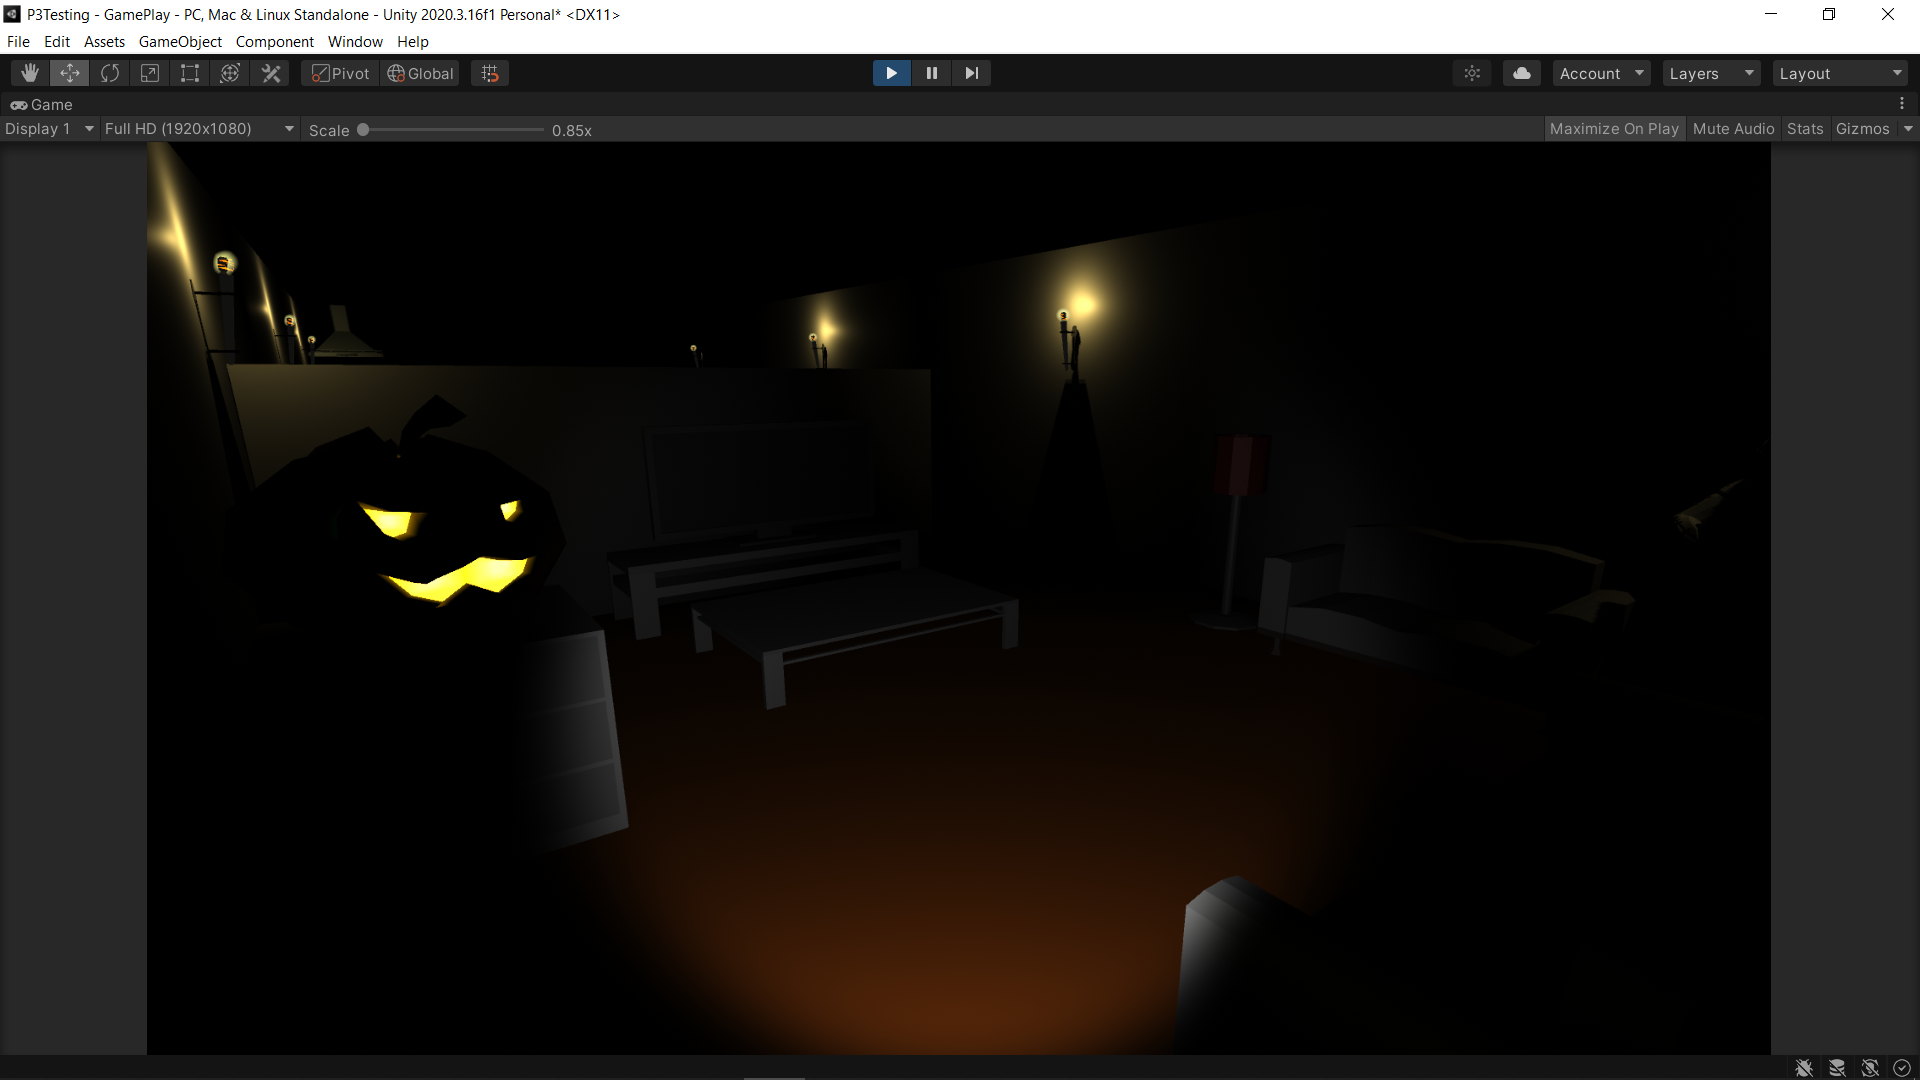 P3Testing - GamePlay - PC, Mac & Linux Standalone - Unity 2020.3.16f1 Personal* <DX11>
File Edit Assets GameObject Component Window Help
Pivot Global Account Layers Layout
Game
Display 1 Full HD (1920x1080) Scale 0.85x Maximize On Play Mute Audio Stats Gizmos